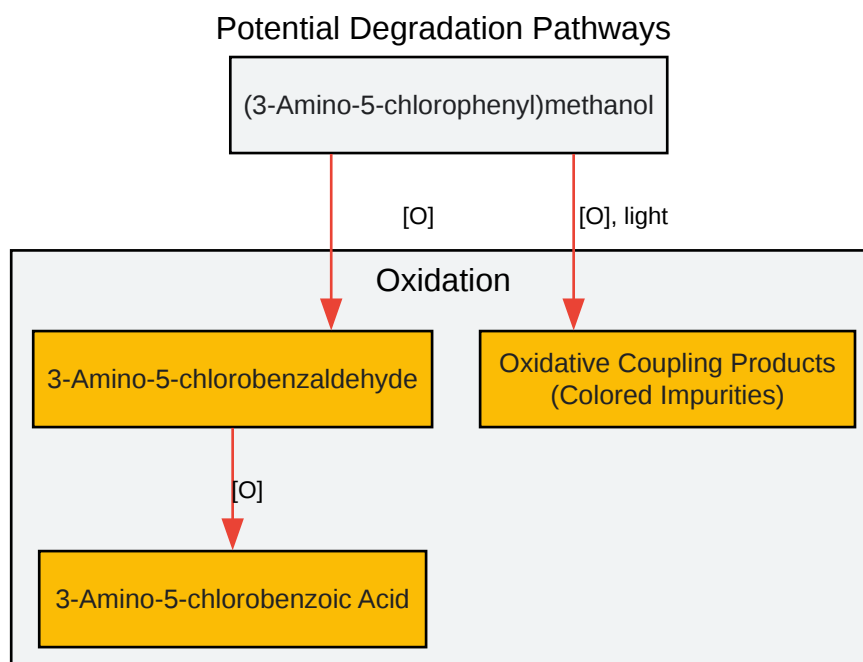 Potential Degradation Pathways
(3-Amino-5-chlorophenyl)methanol
[O]
[O], light
Oxidation
3-Amino-5-chlorobenzaldehyde
Oxidative Coupling Products
(Colored Impurities)
[O]
3-Amino-5-chlorobenzoic Acid